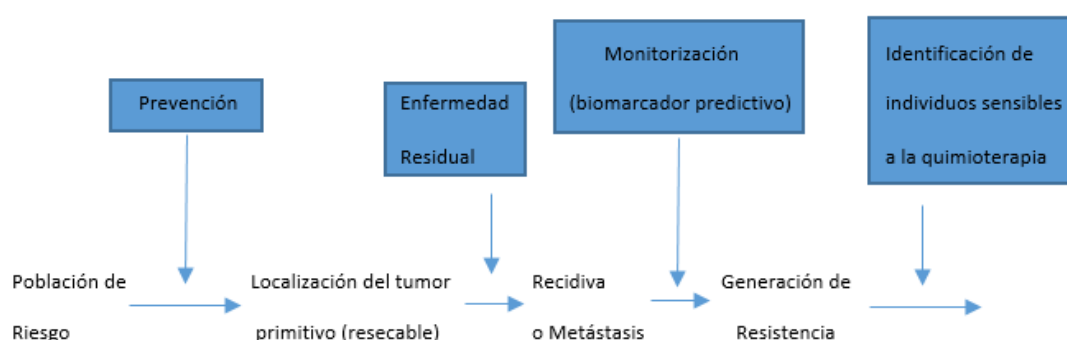 Prevención
Enfermedad
Residual
Monitorización
(biomarcador predictivo)
Identificación de
individuos sensibles
a la quimioterapia
Población de
Riesgo
Localización del tumor
primitivo (resecable)
Recidiva
o Metástasis
Generación de
Resistencia